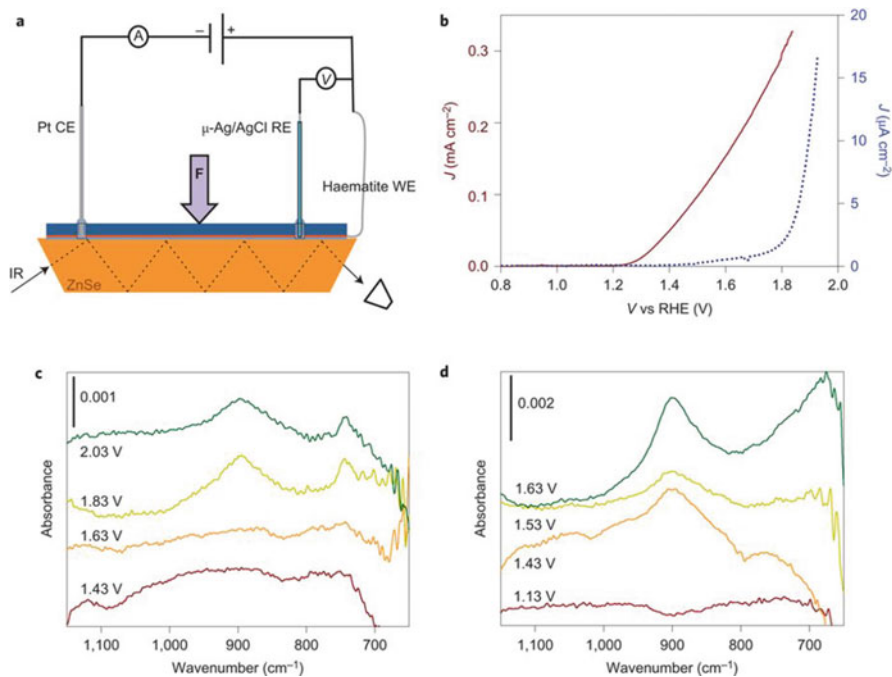 a
A
− +
V
Pt CE
μ-Ag/AgCl RE
F
Haematite WE
IR
ZnSe
b
0.3
0.2
0.1
0.0
J (mA cm−2)
20
15
10
5
0
J (μA cm−2)
0.8 1.0 1.2 1.4 1.6 1.8 2.0
V vs RHE (V)
c
0.001
2.03 V
1.83 V
1.63 V
1.43 V
Absorbance
1,100 1,000 900 800 700
Wavenumber (cm−1)
d
0.002
1.63 V
1.53 V
1.43 V
1.13 V
Absorbance
1,100 1,000 900 800 700
Wavenumber (cm−1)